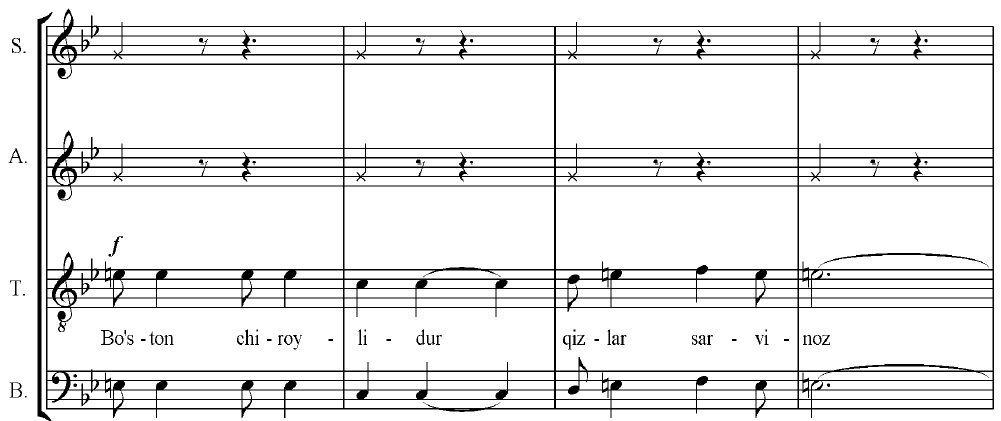 S.
A.
f
T.
Bo's - ton chi - roy - li - dur qiz - lar sar - vi - noz
B.